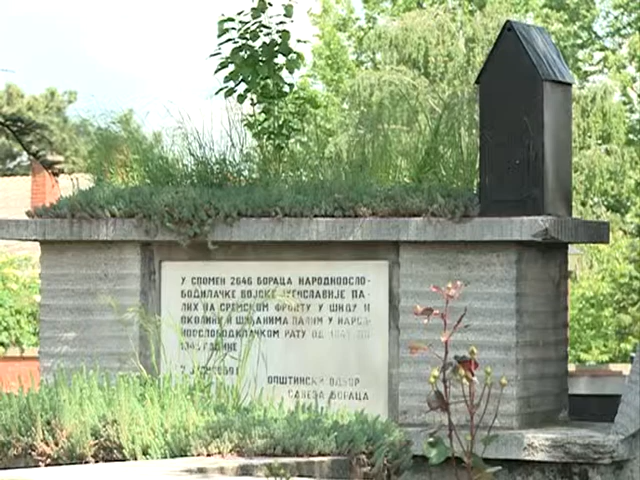 У СПОМЕН 2646 БОРАЦА НАРОДНООСЛО-
БОДИЛАЧКЕ ВОЈСКЕ ЈУГОСЛАВИЈЕ ПА-
ЛИХ НА СРЕМСКОМ ФРОНТУ У ШИДУ И
ОКОЛИНИ И ШИЂАНИМА ПАЛИМ У НАРОД-
НООСЛОБОДИЛАЧКОМ РАТУ ОД 1941 ДО
1945 ГОДИНЕ
ОПШТИНСКИ ОДБОР
САВЕЗА БОРАЦА